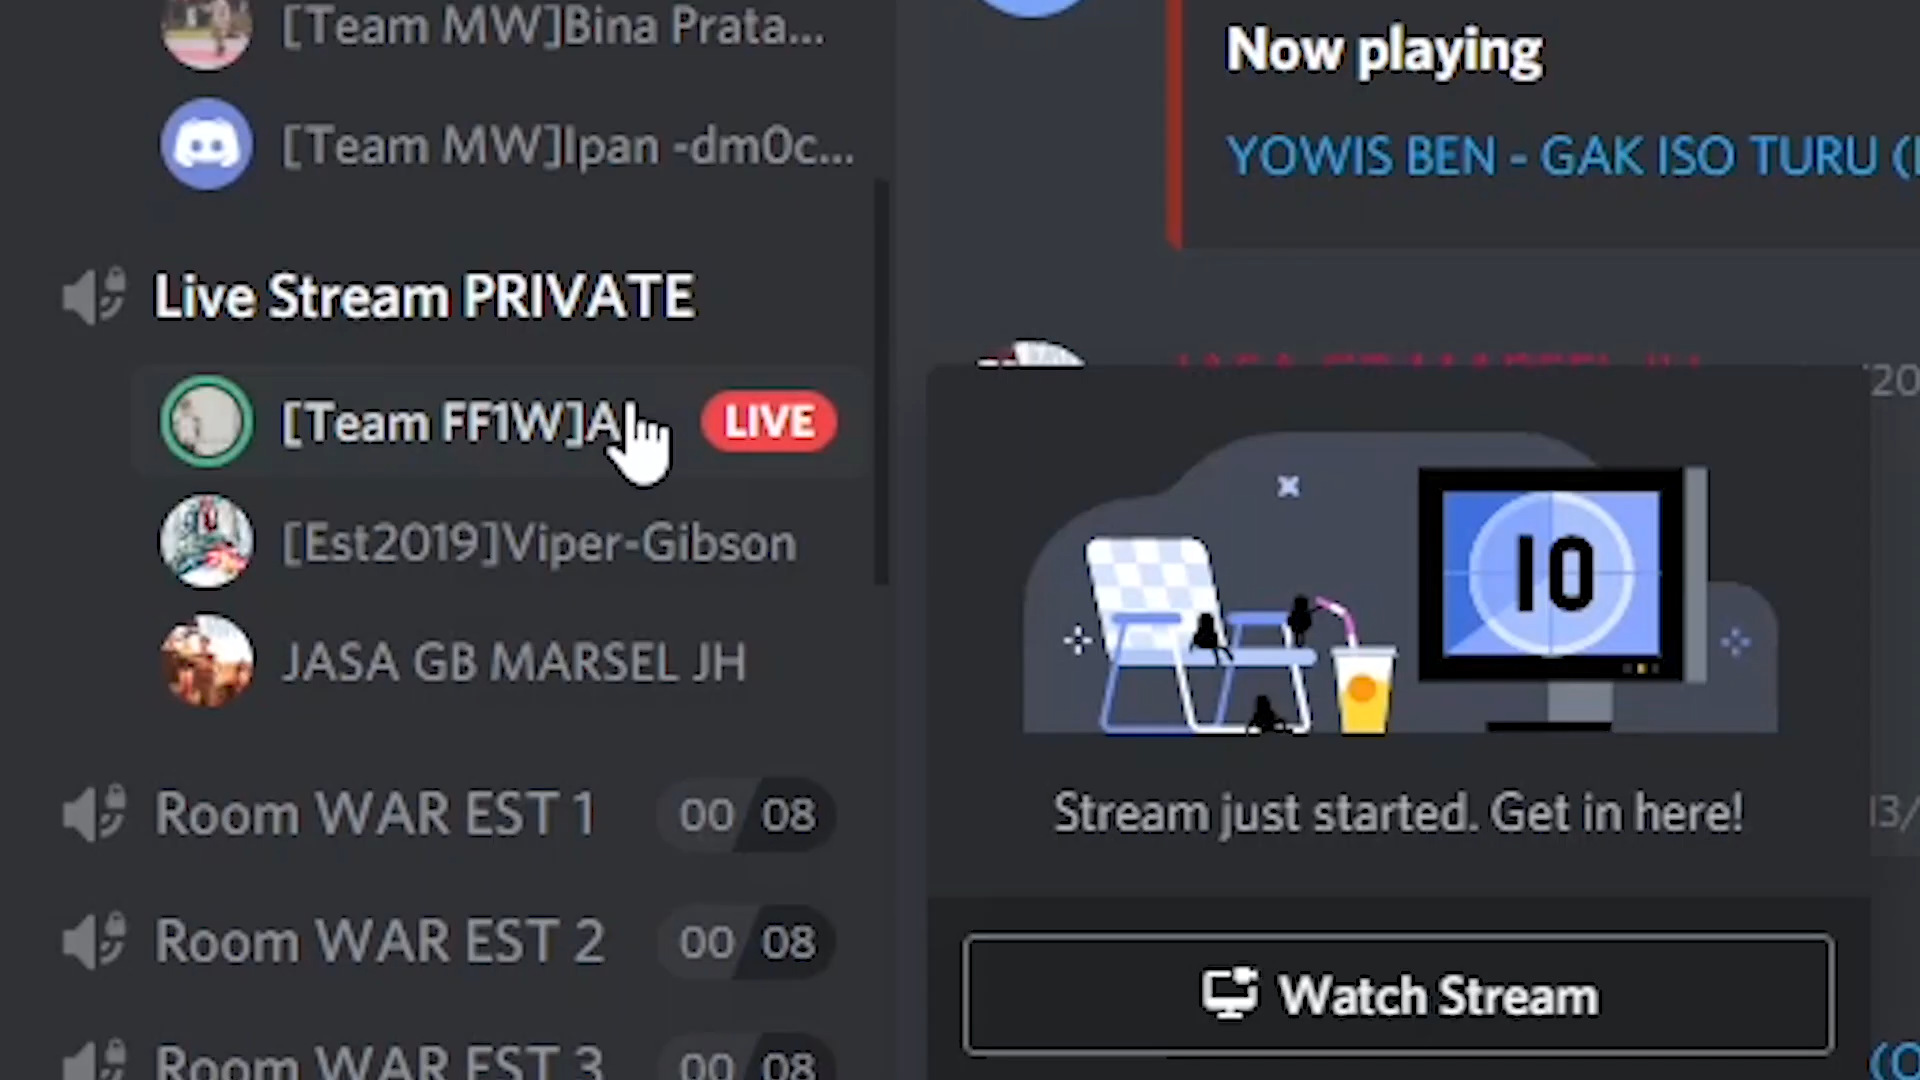 [Team MW]Bina Prata...
[Team MW]Ipan -dm0c...
Live Stream PRIVATE
[Team FF1W]A
LIVE
[Est2019]Viper-Gibson
JASA GB MARSEL JH
Room WAR EST 1
00 08
Room WAR EST 2
00 08
Room WAR EST 3
00 08
Now playing
YOWIS BEN - GAK ISO TURU (
10
Stream just started. Get in here!
Watch Stream